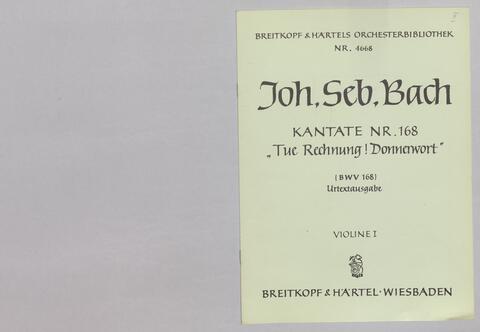 BREITKOPF & HÄRTELS ORCHESTERBIBLIOTHEK
NR. 4668
Joh. Seb. Bach
KANTATE NR. 168
„Tue Rechnung! Donnerwort"
(BWV 168)
Urtextausgabe
VIOLINE I
BREITKOPF & HÄRTEL · WIESBADEN